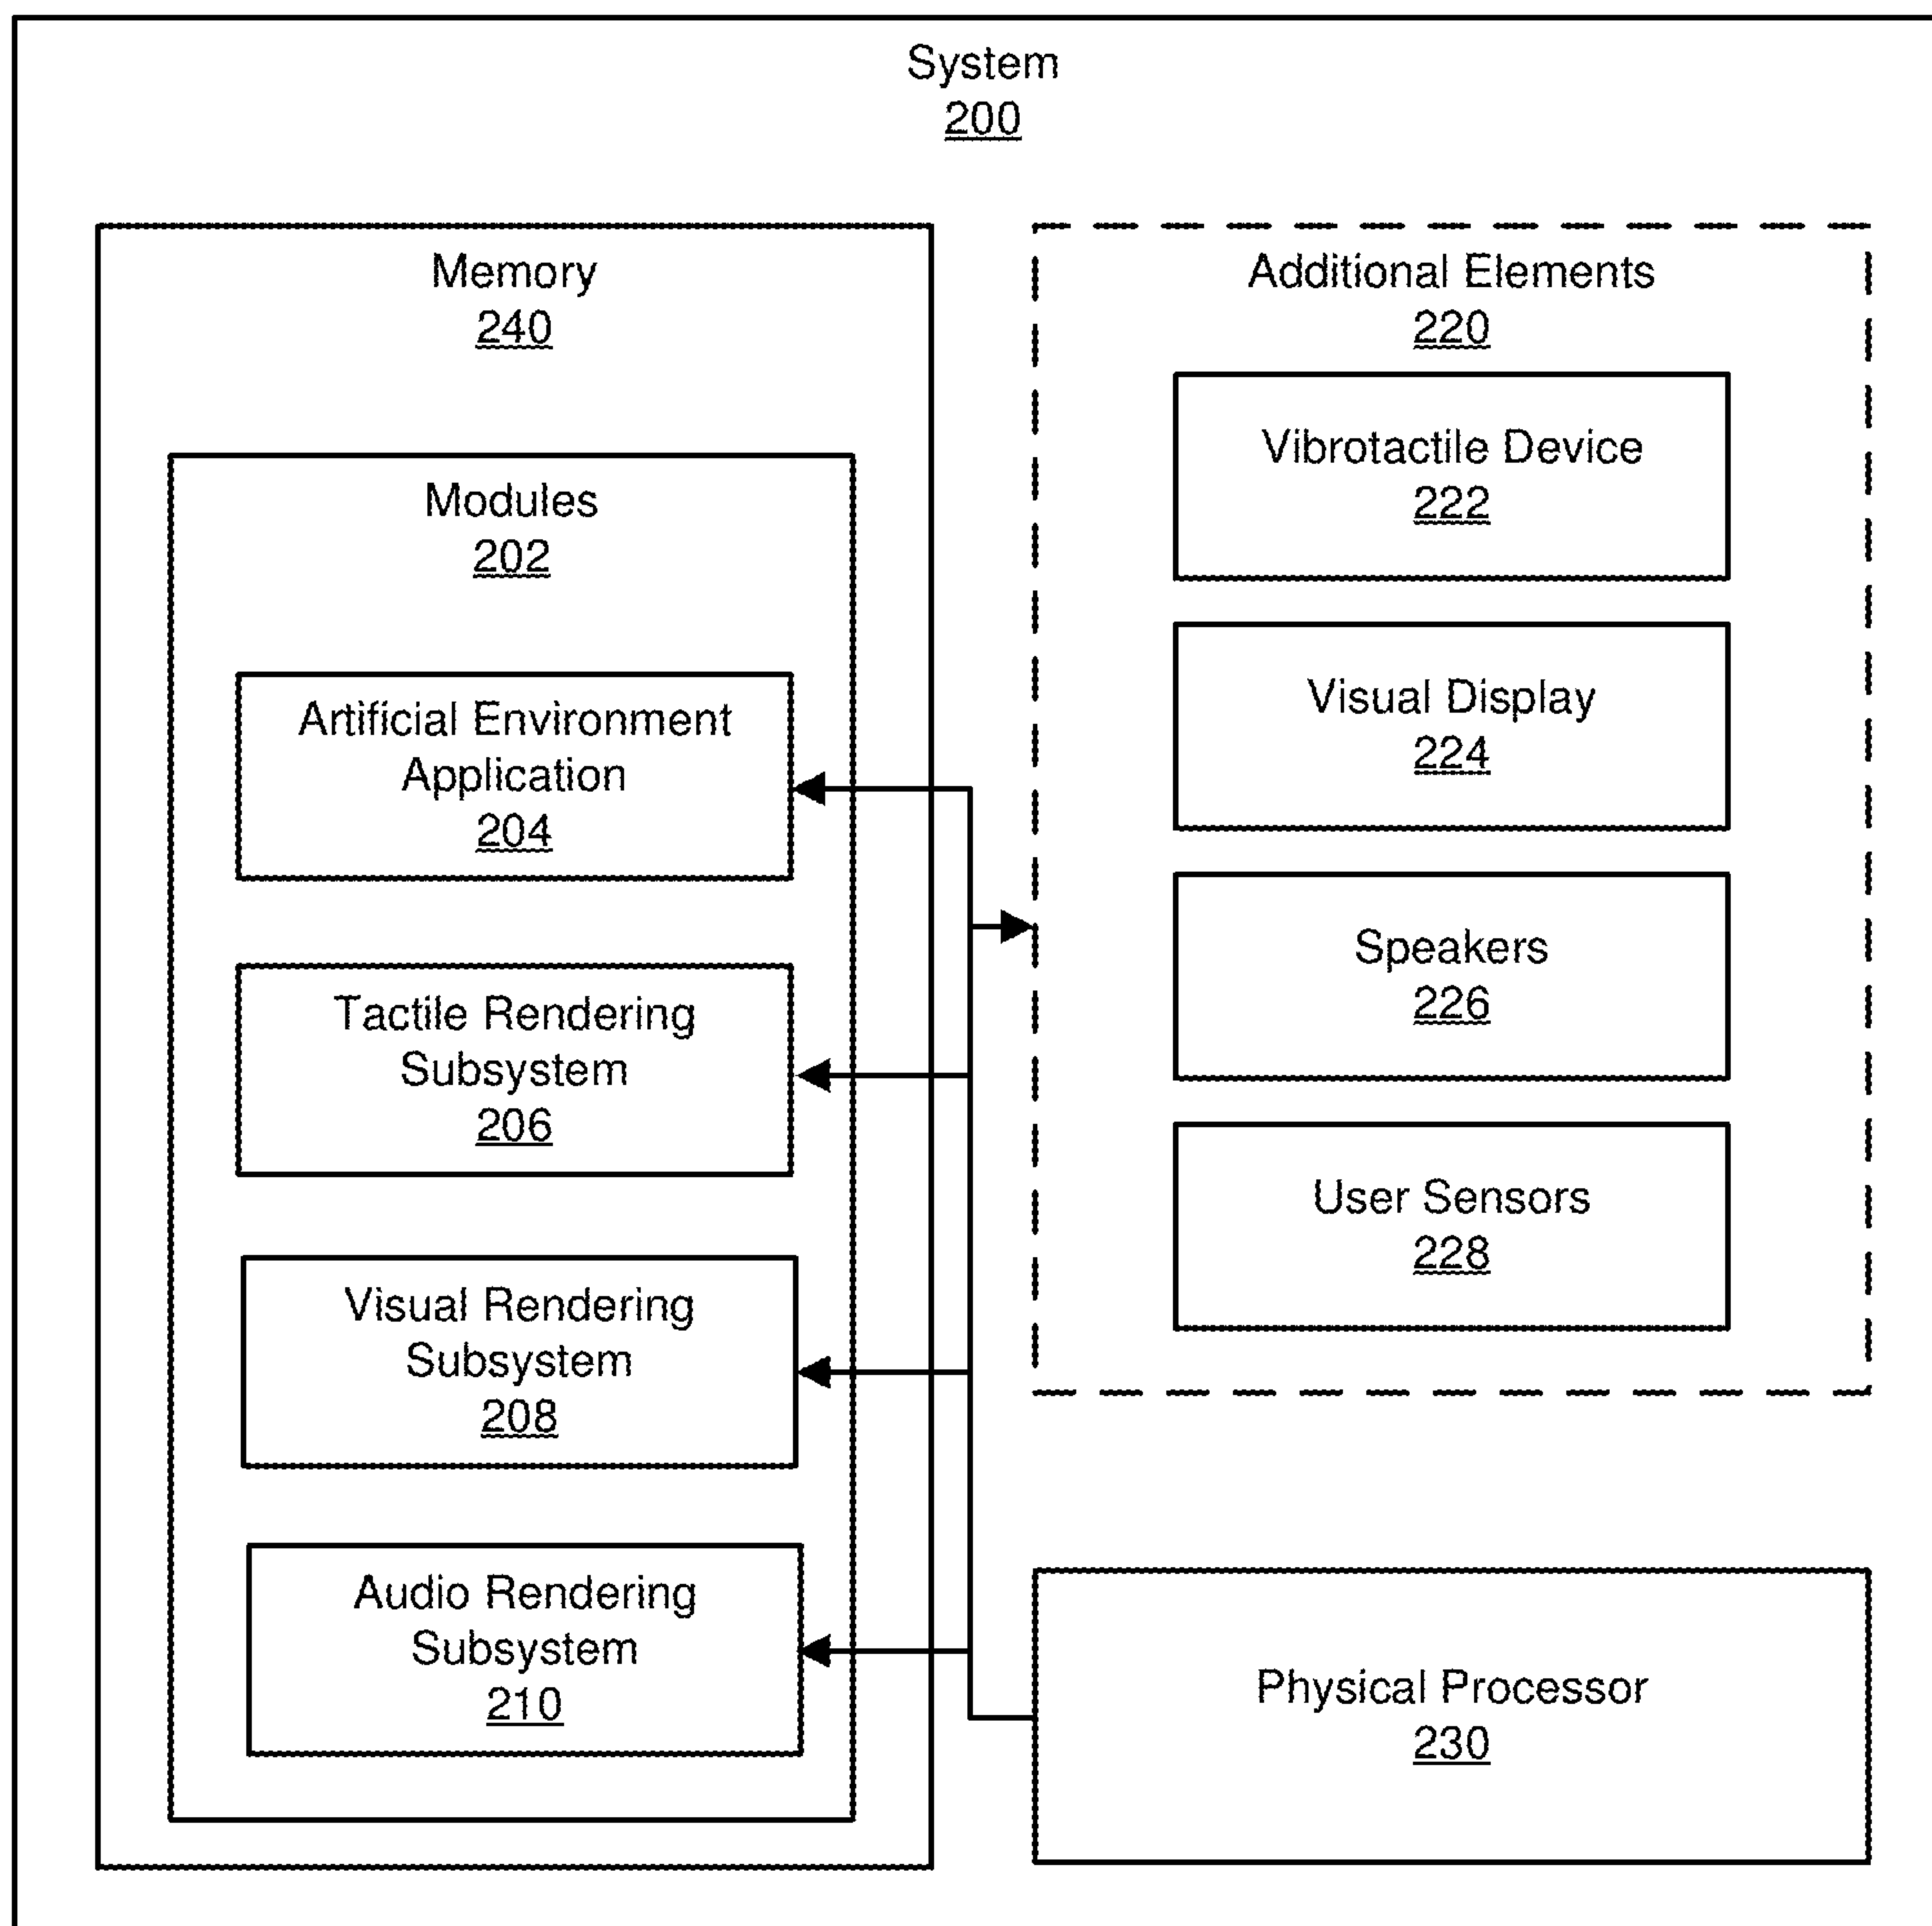 System
200
Memory
240
Modules
202
Artificial Environment
Application
204
Tactile Rendering
Subsystem
206
Visual Rendering
Subsystem
208
Audio Rendering
Subsystem
210
Additional Elements
220
Vibrotactile Device
222
Visual Display
224
Speakers
226
User Sensors
228
Physical Processor
230